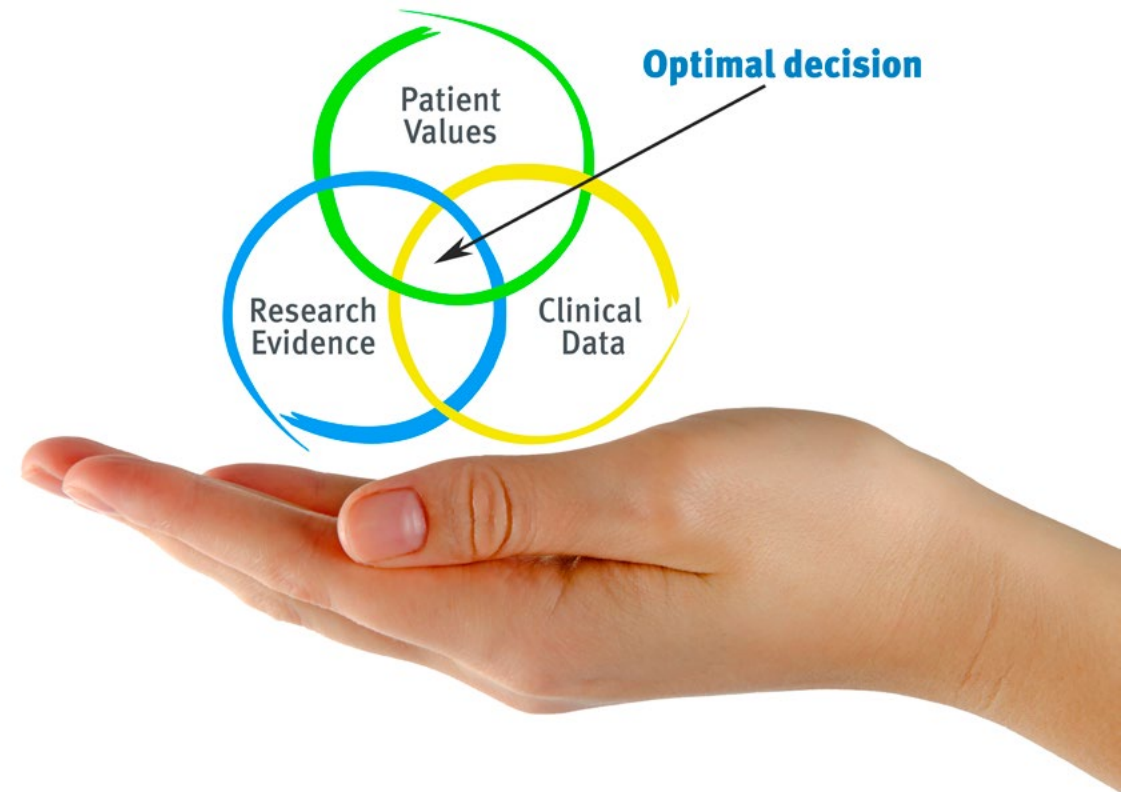 Optimal decision
Patient
Values
Research
Evidence
Clinical
Data